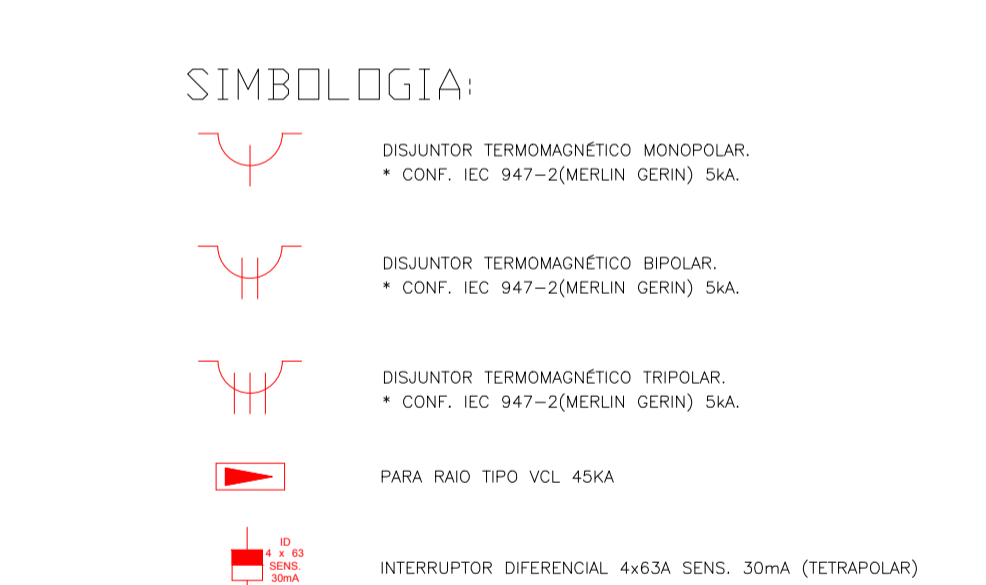 SIMBOLOGIA:
DISJUNTOR TERMOMAGNÉTICO MONOPOLAR.
* CONF. IEC 947-2(MERLIN GERIN) 5kA.
DISJUNTOR TERMOMAGNÉTICO BIPOLAR.
* CONF. IEC 947-2(MERLIN GERIN) 5kA.
DISJUNTOR TERMOMAGNÉTICO TRIPOLAR.
* CONF. IEC 947-2(MERLIN GERIN) 5kA.
PARA RAIO TIPO VCL 45KA
ID
4 x 63
SENS.
30mA
INTERRUPTOR DIFERENCIAL 4x63A SENS. 30mA (TETRAPOLAR)